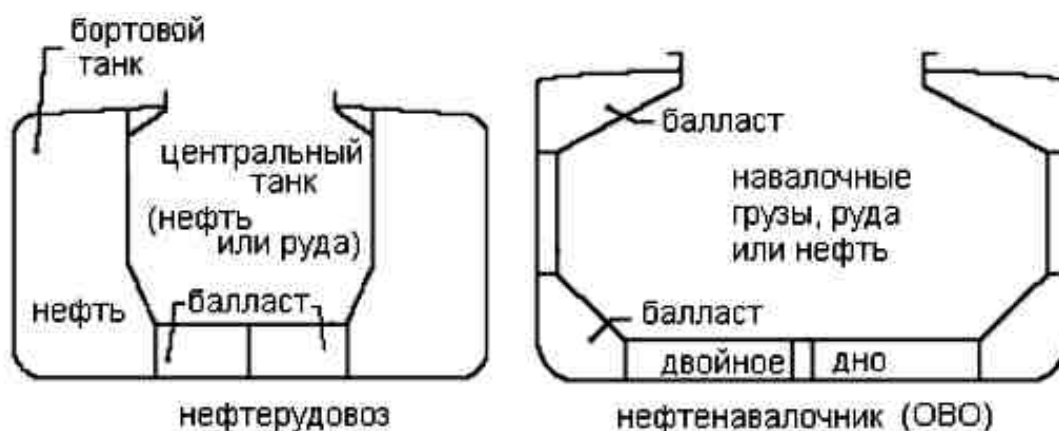 бортовой
танк
центральный
танк
(нефть
или руда)
нефть
балласт
нефтерудовоз
балласт
навалочные
грузы, руда
или нефть
балласт
двойное дно
нефтенавалочник (ОВО)